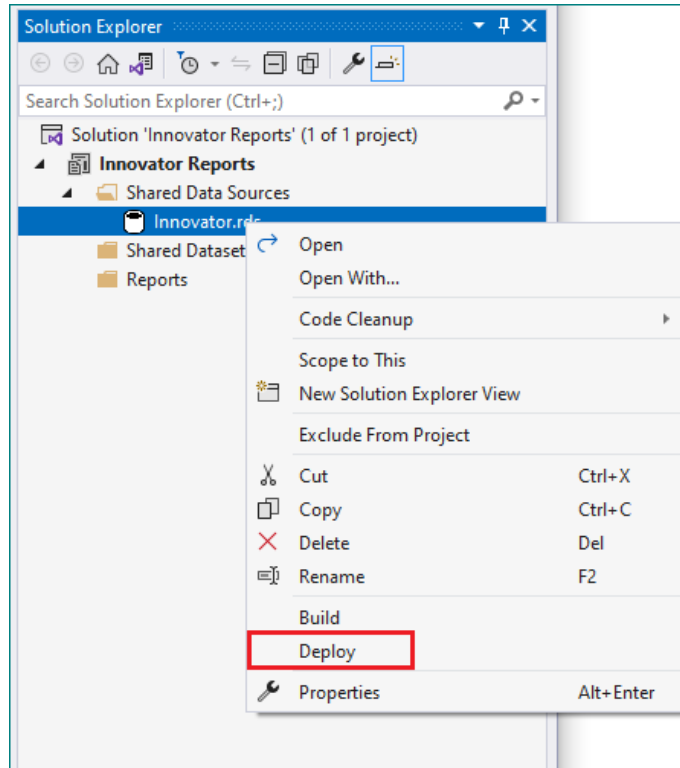 Solution Explorer
Search Solution Explorer (Ctrl+;)
Solution 'Innovator Reports' (1 of 1 project)
Innovator Reports
Shared Data Sources
Innovator.rds
Shared Dataset
Reports
Open
Open With...
Code Cleanup
Scope to This
New Solution Explorer View
Exclude From Project
Cut Ctrl+X
Copy Ctrl+C
Delete Del
Rename F2
Build
Deploy
Properties Alt+Enter